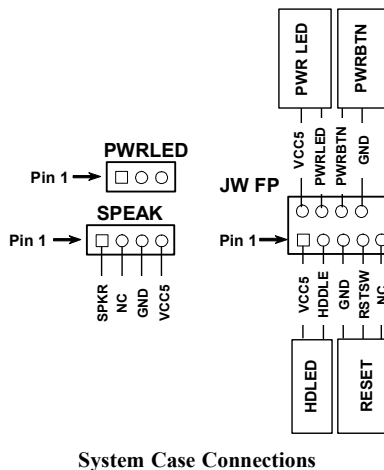 PWR LED
PWRBTN
VCC5
PWRLED
PWRBTN
GND
PWRLED
Pin 1
JW FP
SPEAK
Pin 1
Pin 1
SPKR
NC
GND
VCC5
VCC5
HDDLE
GND
RSTSW
NC
HDLED
RESET
System Case Connections